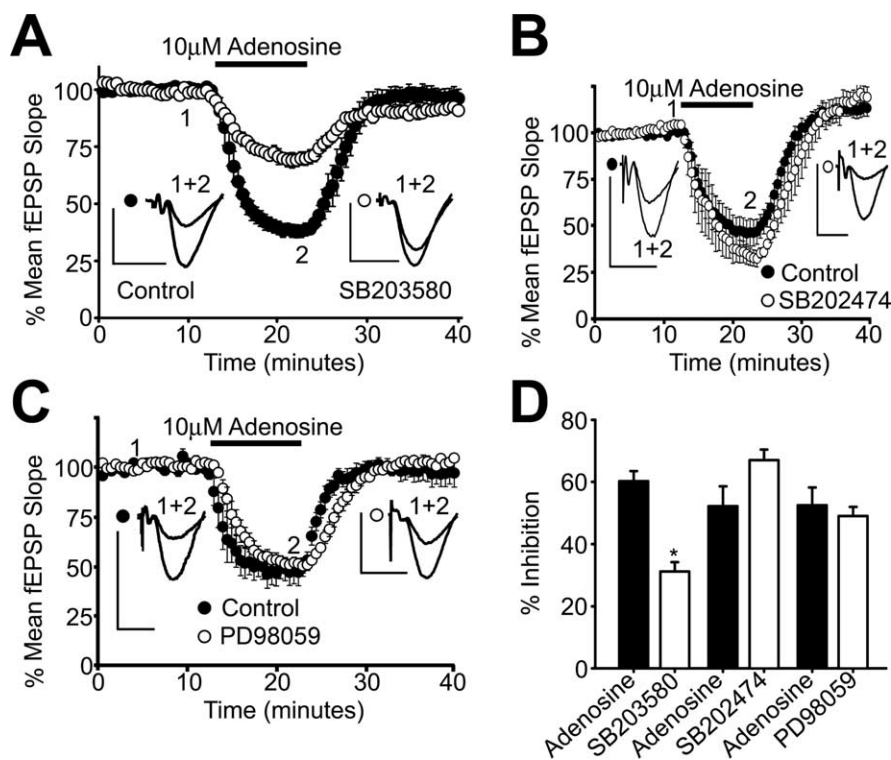 A
10μM Adenosine
% Mean fEPSP Slope
100
75
50
25
0
1
2
1+2
Control
1+2
SB203580
0
10
20
30
40
Time (minutes)
B
10μM Adenosine
% Mean fEPSP Slope
100
75
50
25
0
1
2
1+2
1+2
Control
SB202474
0
10
20
30
40
Time (minutes)
C
10μM Adenosine
% Mean fEPSP Slope
100
75
50
25
0
1
2
1+2
1+2
Control
PD98059
0
10
20
30
40
Time (minutes)
D
% Inhibition
80
60
40
20
0
*
Adenosine
SB203580
Adenosine
SB202474
Adenosine
PD98059